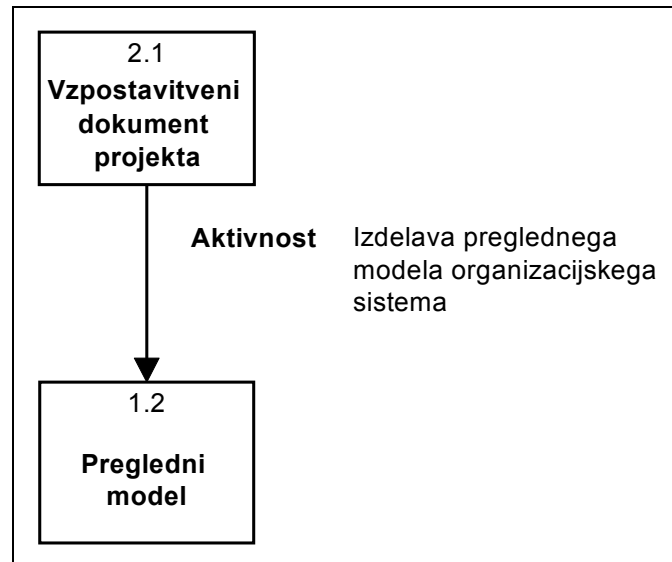 2.1
Vzpostavitveni
dokument
projekta
Aktivnost
Izdelava preglednega
modela organizacijskega
sistema
1.2
Pregledni
model